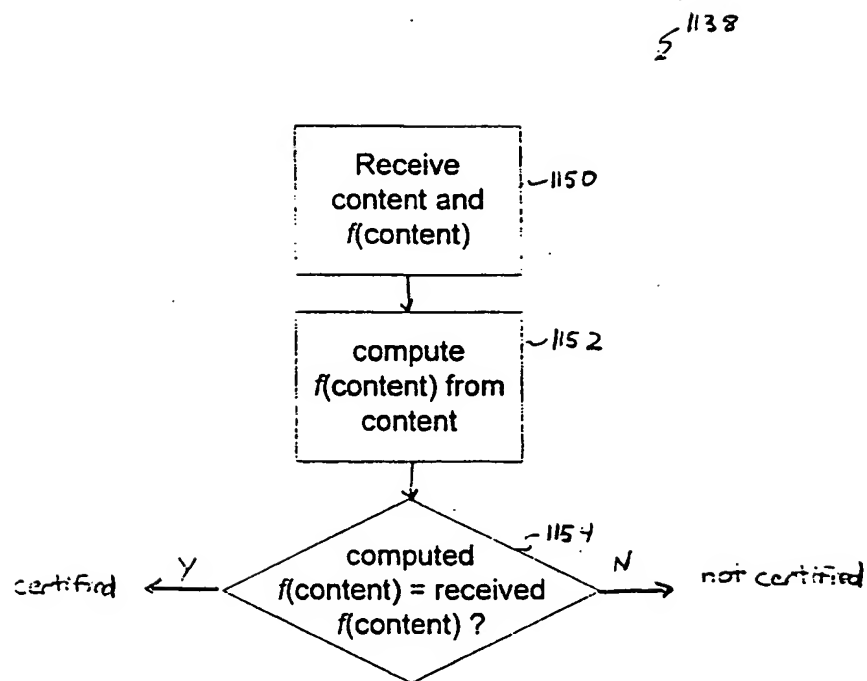 1138
Receive
content and
f(content)
1150
compute
f(content) from
content
1152
computed
f(content) = received
f(content) ?
1154
Y
certified
N
not certified